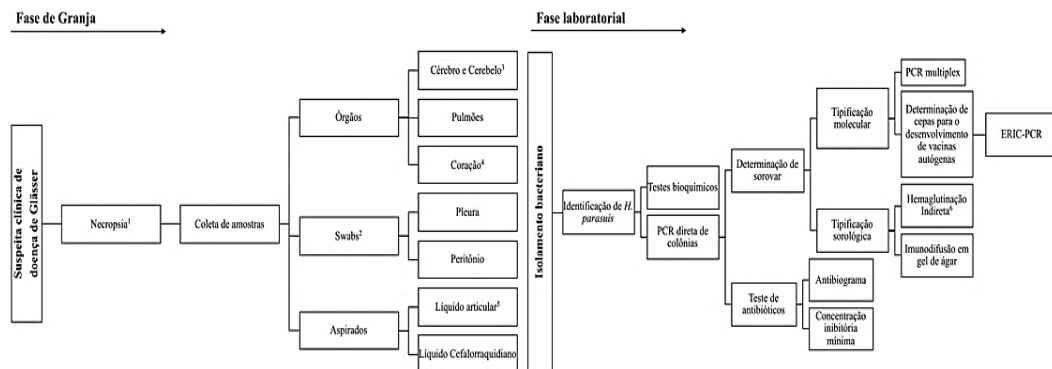 Fase de Granja
Fase laboratorial
Suspeita clínica de
doença de Glässer
Necropsia¹
Coleta de amostras
Órgãos
Cérebro e Cerebelo³
Pulmões
Coração⁴
Swabs²
Pleura
Peritônio
Aspirados
Líquido articular⁵
Líquido Cefalorraquidiano
Isolamento bacteriano
Identificação de H.
parasuis
Testes bioquímicos
PCR direta de
colônias
Determinação de
sorovar
Tipificação
molecular
PCR multiplex
Determinação de
cepas para o
desenvolvimento
de vacinas
autógenas
ERIC-PCR
Tipificação
sorológica
Hemaglutinação
Indireta⁶
Imunodifusão em
gel de ágar
Teste de
antibióticos
Antibiograma
Concentração
inibitória
mínima